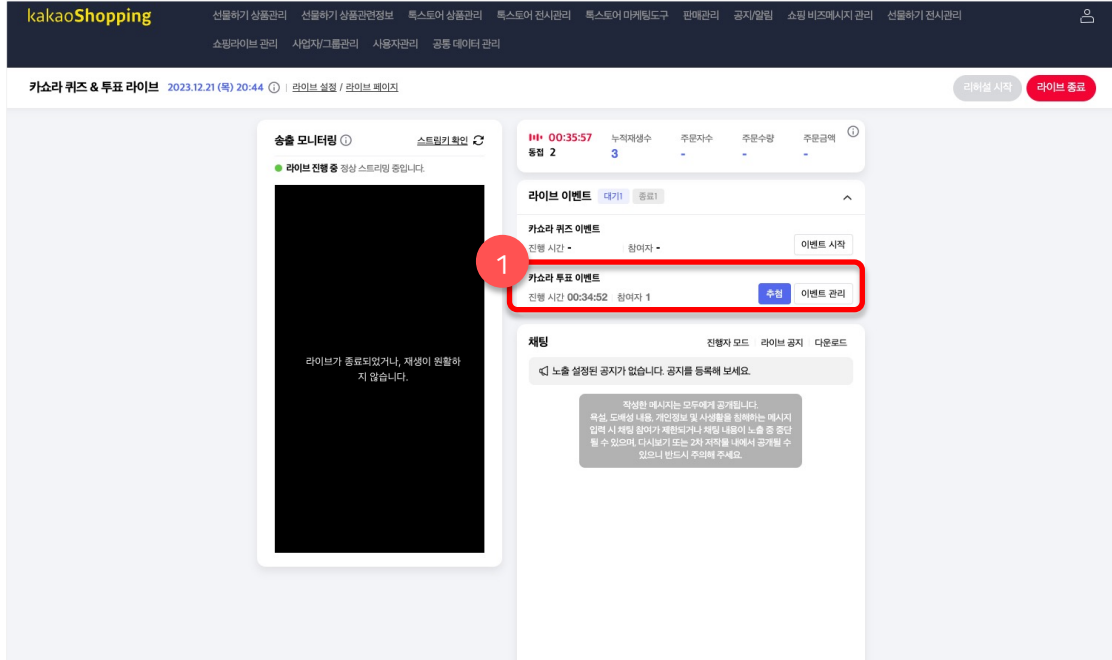 kakaoShopping 선물하기 상품관리 선물하기 상품관련정보 톡스토어 상품관리 톡스토어 전시관리 톡스토어 마케팅도구 판매관리 공지/알림 쇼핑 비즈메시지 관리 선물하기 전시관리
쇼핑라이브 관리 사업자/그룹관리 사용자관리 공통 데이터 관리
카쇼라 퀴즈 & 투표 라이브 2023.12.21 (목) 20:44 라이브 설정 / 라이브 페이지 리허설 시작 라이브 종료
송출 모니터링 스트림키 확인
라이브 진행 중 정상 스트리밍 중입니다.
라이브가 종료되었거나, 재생이 원활하
지 않습니다.
00:35:57 누적재생수 주문자수 주문수량 주문금액
동접 2 3 - - -
라이브 이벤트 대기1 종료1
카쇼라 퀴즈 이벤트
진행 시간 - 참여자 - 이벤트 시작
1
카쇼라 투표 이벤트
진행 시간 00:34:52 참여자 1 추첨 이벤트 관리
채팅 진행자 모드 라이브 공지 다운로드
노출 설정된 공지가 없습니다. 공지를 등록해 보세요.
작성한 메시지는 모두에게 공개됩니다.
욕설, 도배성 내용, 개인정보 및 사생활을 침해하는 메시지
입력 시 채팅 참여가 제한되거나 채팅 내용이 노출 중 중단
될 수 있으며, 다시보기 또는 2차 저작물 내에서 공개될 수
있으니 반드시 주의해 주세요.